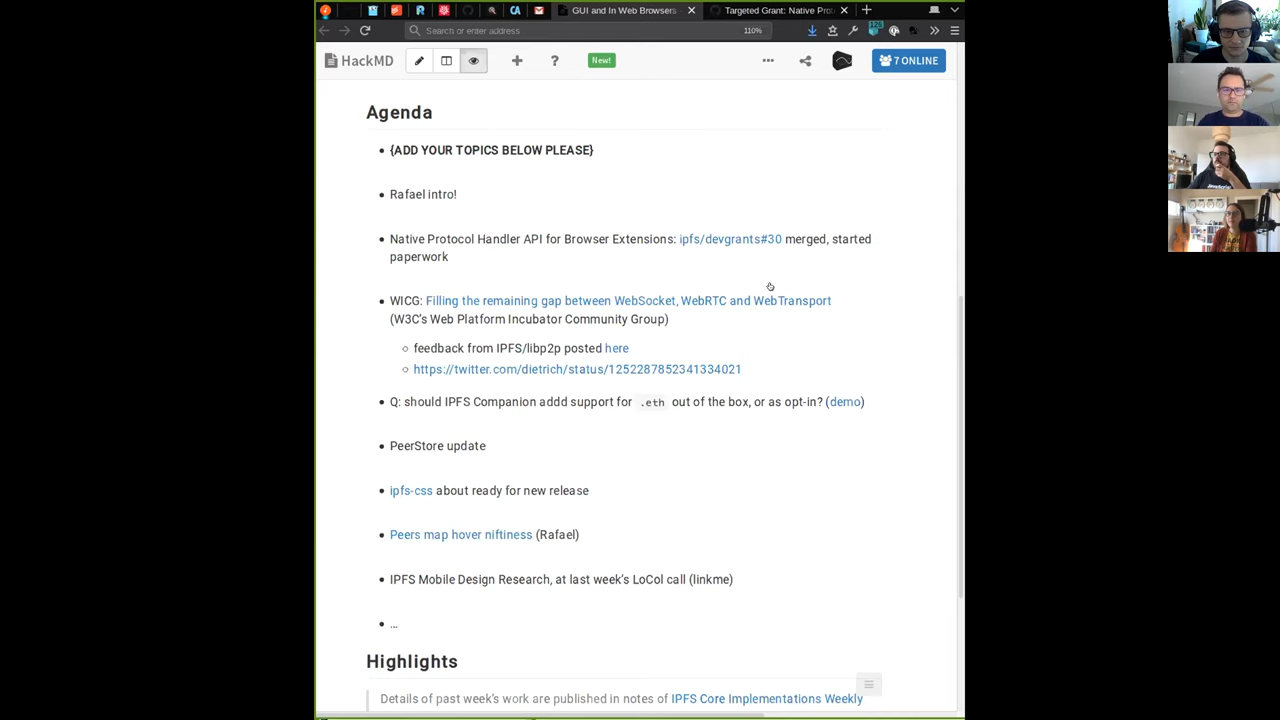 GUI and In Web Browsers
Targeted Grant: Native Prot
Search or enter address
110%
125
HackMD
New!
7 ONLINE
Agenda
{ADD YOUR TOPICS BELOW PLEASE}
Rafael intro!
Native Protocol Handler API for Browser Extensions: ipfs/devgrants#30 merged, started
paperwork
WICG: Filling the remaining gap between WebSocket, WebRTC and WebTransport
(W3C's Web Platform Incubator Community Group)
feedback from IPFS/libp2p posted here
https://twitter.com/dietrich/status/1252287852341334021
Q: should IPFS Companion addd support for .eth out of the box, or as opt-in? (demo)
PeerStore update
ipfs-css about ready for new release
Peers map hover niftiness (Rafael)
IPFS Mobile Design Research, at last week's LoCol call (linkme)
...
Highlights
Details of past week's work are published in notes of IPFS Core Implementations Weekly